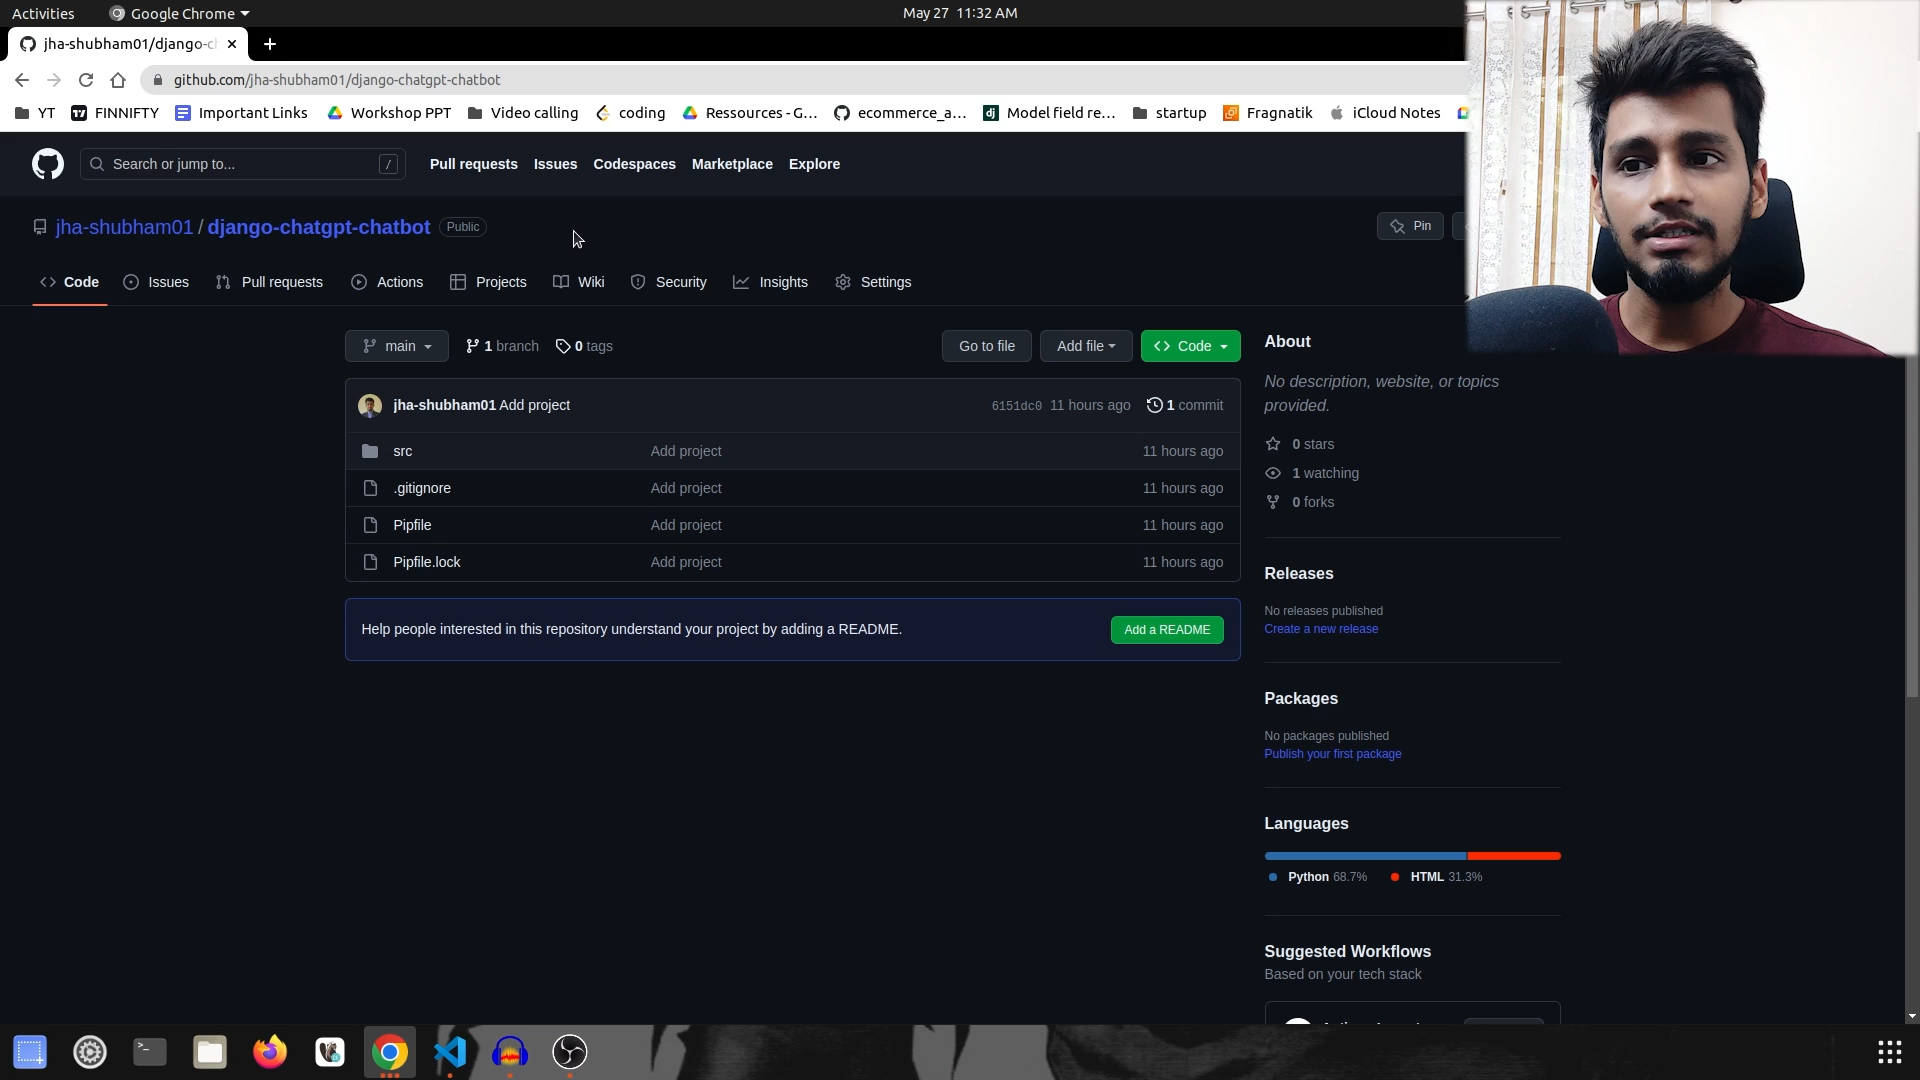 Activities Google Chrome May 27 11:32 AM
jha-shubham01/django-c
github.com/jha-shubham01/django-chatgpt-chatbot
YT FINNIFTY Important Links Workshop PPT Video calling coding Ressources - G... ecommerce_a... Model field re... startup Fragnatik iCloud Notes
Search or jump to... / Pull requests Issues Codespaces Marketplace Explore
jha-shubham01 / django-chatgpt-chatbot Public Pin
Code Issues Pull requests Actions Projects Wiki Security Insights Settings
main 1 branch 0 tags Go to file Add file Code
jha-shubham01 Add project 6151dc0 11 hours ago 1 commit
src Add project 11 hours ago
.gitignore Add project 11 hours ago
Pipfile Add project 11 hours ago
Pipfile.lock Add project 11 hours ago
Help people interested in this repository understand your project by adding a README. Add a README
About
No description, website, or topics
provided.
0 stars
1 watching
0 forks
Releases
No releases published
Create a new release
Packages
No packages published
Publish your first package
Languages
Python 68.7% HTML 31.3%
Suggested Workflows
Based on your tech stack